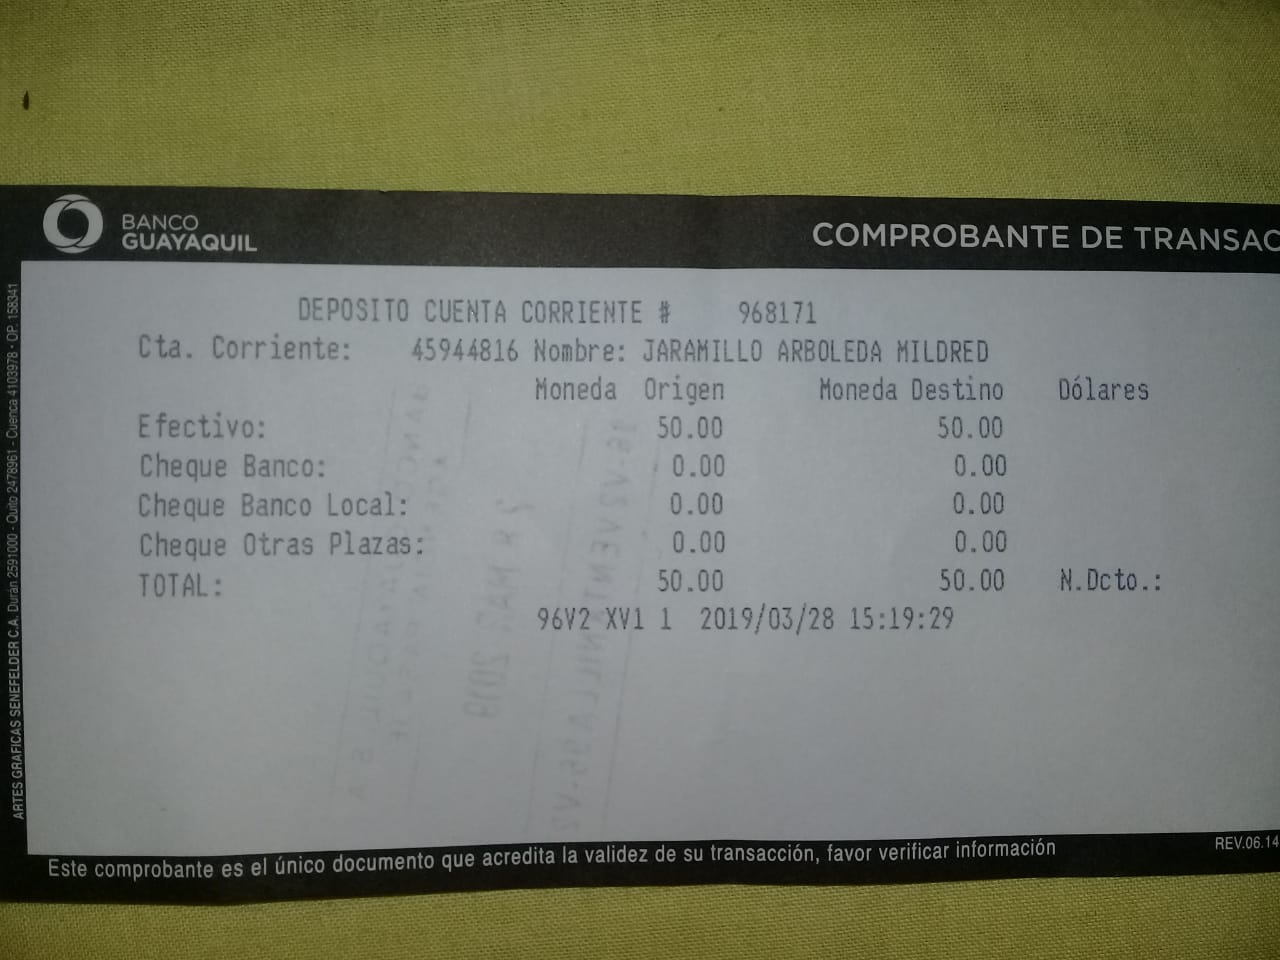 BANCO
GUAYAQUIL
COMPROBANTE DE TRANSAC
DEPOSITO CUENTA CORRIENTE # 968171
Cta. Corriente: 45944816 Nombre: JARAMILLO ARBOLEDA MILDRED
Moneda Origen Moneda Destino Dólares
Efectivo: 50.00 50.00
Cheque Banco: 0.00 0.00
Cheque Banco Local: 0.00 0.00
Cheque Otras Plazas: 0.00 0.00
TOTAL: 50.00 50.00 N.Dcto.:
96V2 XV1 1 2019/03/28 15:19:29
Este comprobante es el único documento que acredita la validez de su transacción, favor verificar información
REV.06.14
ARTES GRAFICAS SENEFELDER C.A. Durán 2591000 - Quito 2478961 - Cuenca 4103978 - OP. 158341